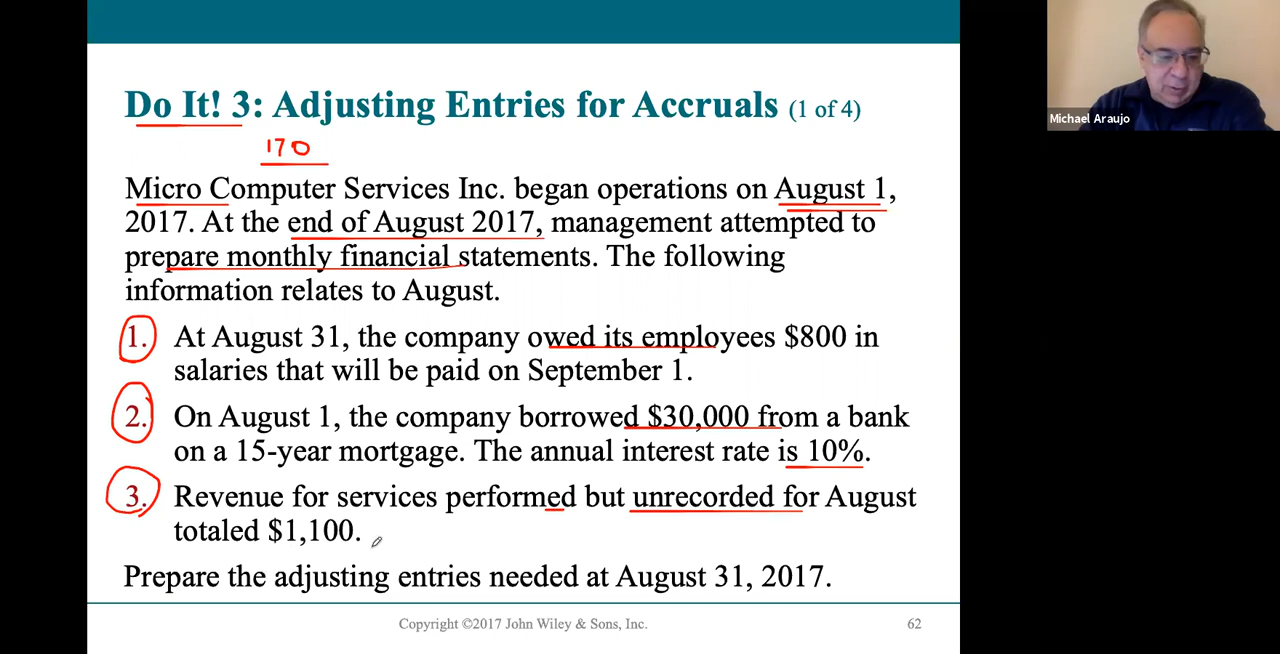 Do It! 3: Adjusting Entries for Accruals (1 of 4)
170
Micro Computer Services Inc. began operations on August 1,
2017. At the end of August 2017, management attempted to
prepare monthly financial statements. The following
information relates to August.
1. At August 31, the company owed its employees $800 in
salaries that will be paid on September 1.
2. On August 1, the company borrowed $30,000 from a bank
on a 15-year mortgage. The annual interest rate is 10%.
3. Revenue for services performed but unrecorded for August
totaled $1,100.
Prepare the adjusting entries needed at August 31, 2017.
Copyright ©2017 John Wiley & Sons, Inc. 62
Michael Araujo